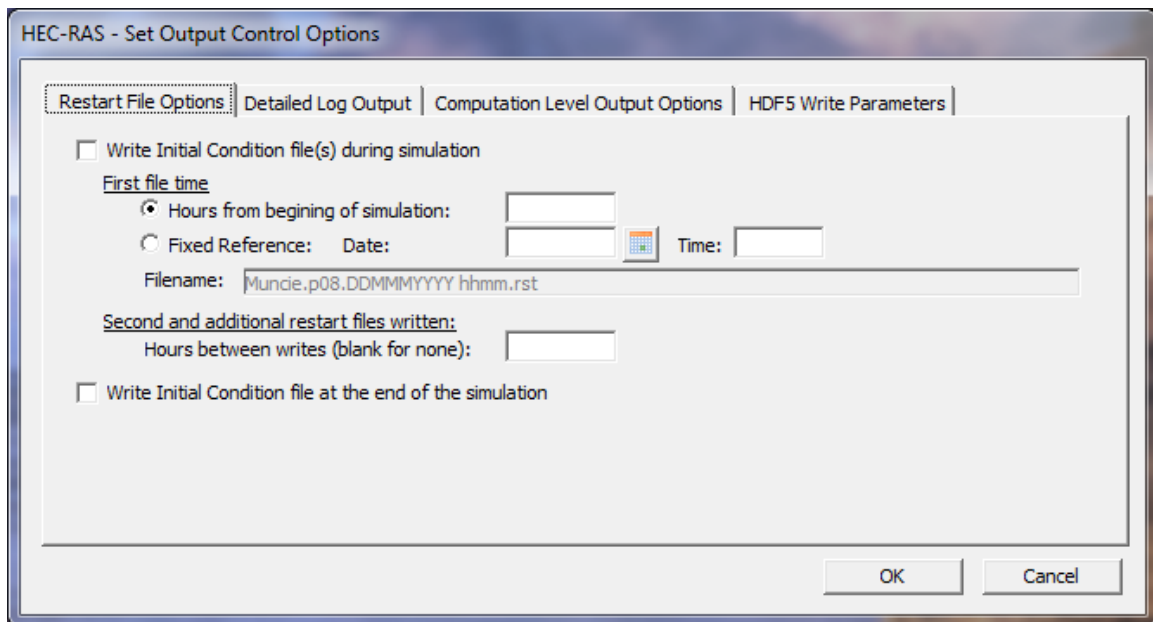 HEC-RAS - Set Output Control Options
Restart File Options Detailed Log Output Computation Level Output Options HDF5 Write Parameters
Write Initial Condition file(s) during simulation
First file time
Hours from begining of simulation:
Fixed Reference: Date: Time:
Filename: Muncie.p08.DDMMMYYYY hhmm.rst
Second and additional restart files written:
Hours between writes (blank for none):
Write Initial Condition file at the end of the simulation
OK Cancel